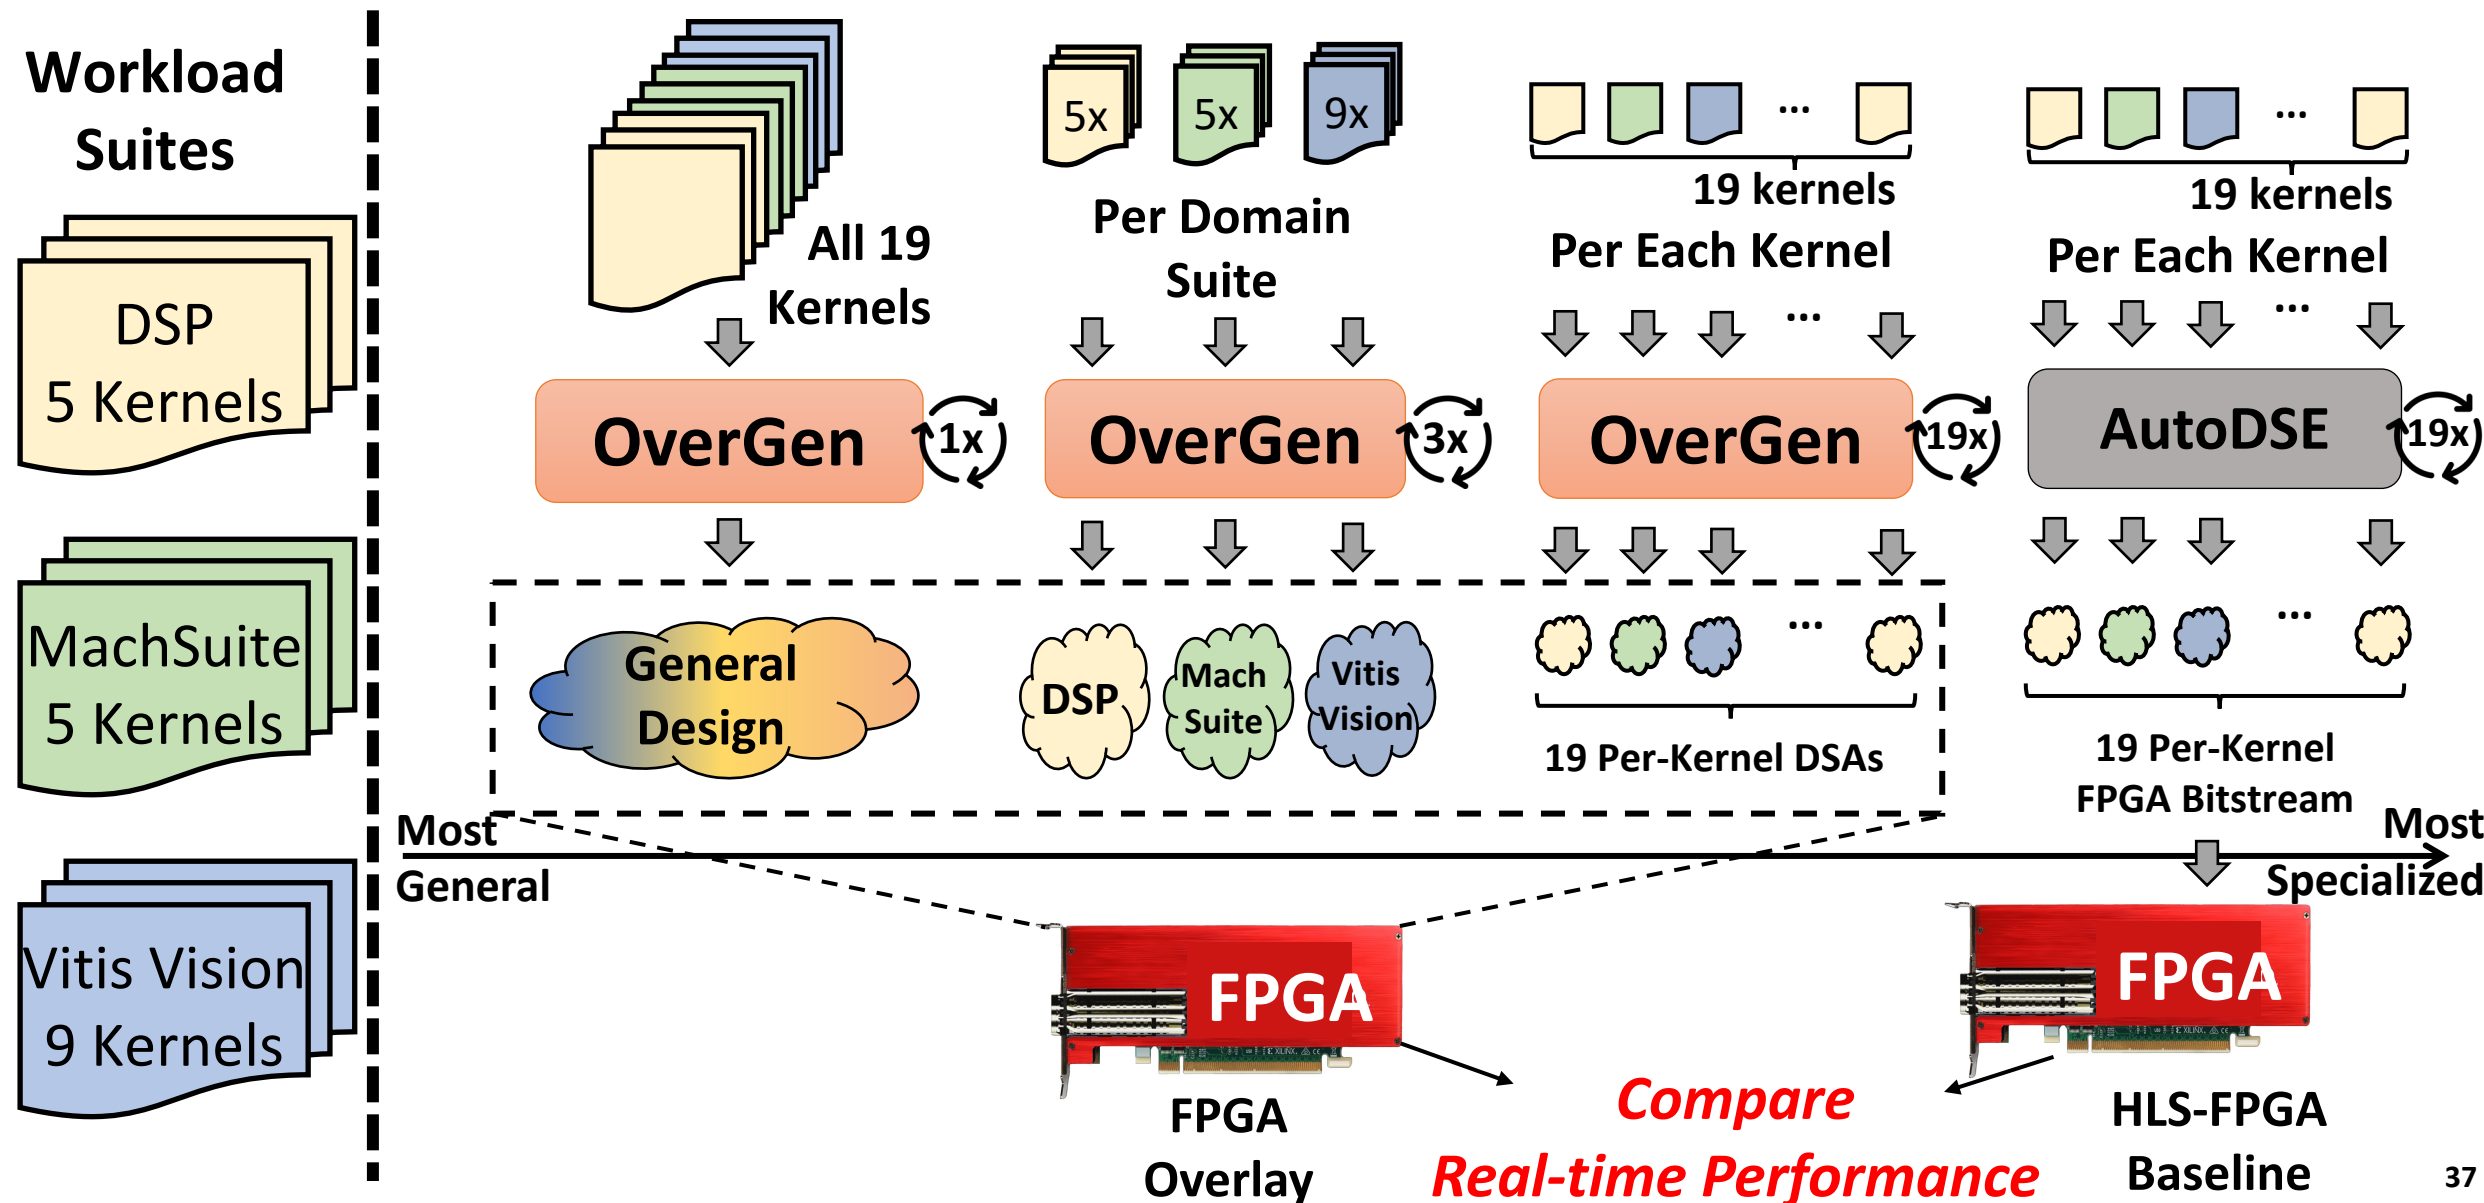 Workload
Suites
DSP
5 Kernels
MachSuite
5 Kernels
Vitis Vision
9 Kernels
All 19
Kernels
OverGen
1x
General
Design
5x
5x
9x
Per Domain
Suite
OverGen
3x
DSP
Mach
Suite
Vitis
Vision
...
19 kernels
Per Each Kernel
...
OverGen
19x
...
19 Per-Kernel DSAs
...
19 kernels
Per Each Kernel
...
AutoDSE
19x
...
19 Per-Kernel
FPGA Bitstream
Most
General
Most
Specialized
FPGA
XILINX
FPGA
Overlay
FPGA
XILINX
HLS-FPGA
Baseline
Compare
Real-time Performance
37